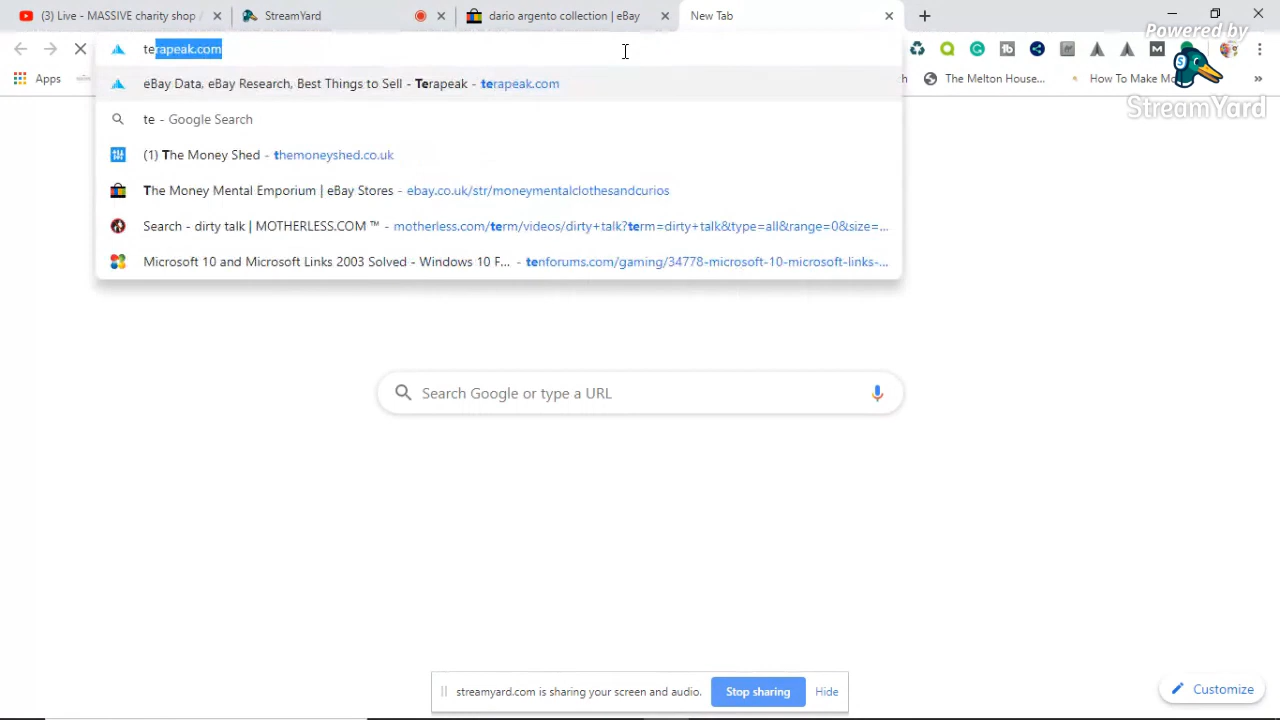 (3) Live - MASSIVE charity shop /
StreamYard
dario argento collection | eBay
New Tab
Powered by
StreamYard
terapeak.com
Apps
The Melton House...
How To Make Mo
eBay Data, eBay Research, Best Things to Sell - Terapeak - terapeak.com
te - Google Search
(1) The Money Shed - themoneyshed.co.uk
The Money Mental Emporium | eBay Stores - ebay.co.uk/str/moneymentalclothesandcurios
Search - dirty talk | MOTHERLESS.COM ™ - motherless.com/term/videos/dirty+talk?term=dirty+talk&type=all&range=0&size=...
Microsoft 10 and Microsoft Links 2003 Solved - Windows 10 F... - tenforums.com/gaming/34778-microsoft-10-microsoft-links-...
Search Google or type a URL
streamyard.com is sharing your screen and audio.
Stop sharing
Hide
Customize